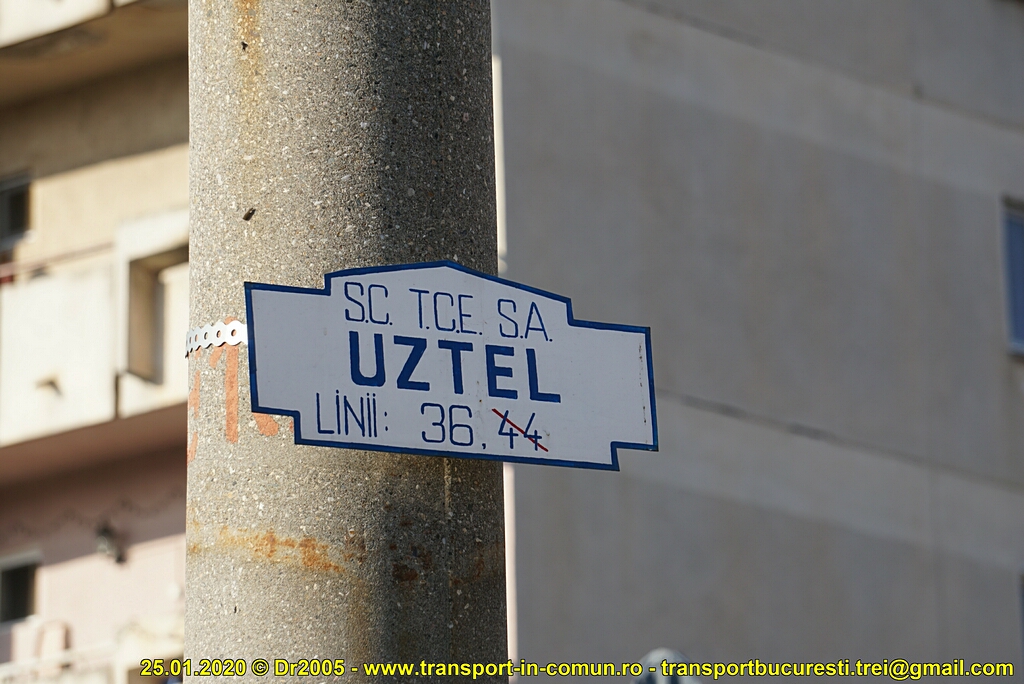 S.C. T.C.E. S.A.
UZTEL
LINII: 36, 44
25.01.2020 © Dr2005 - www.transport-in-comun.ro - transportbucuresti.trei@gmail.com